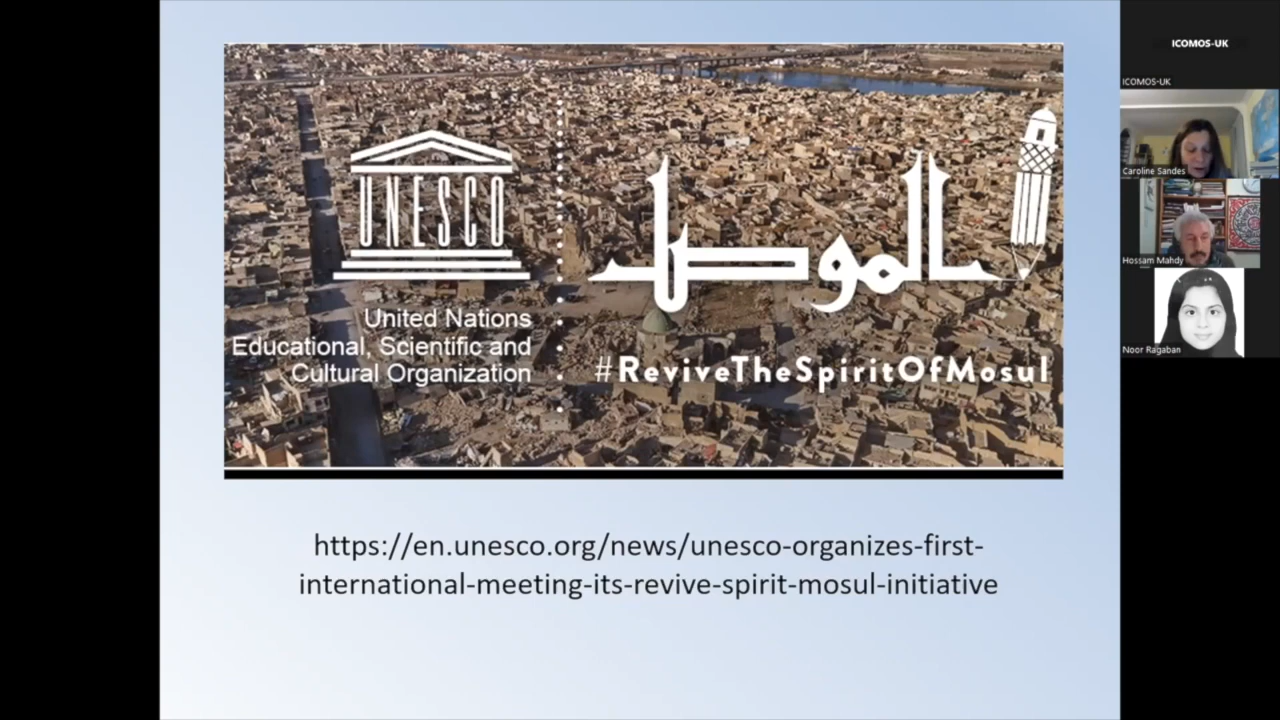 UNESCO
United Nations
Educational, Scientific and
Cultural Organization
الموصل
#ReviveTheSpiritOfMosul
https://en.unesco.org/news/unesco-organizes-first-
international-meeting-its-revive-spirit-mosul-initiative
ICOMOS-UK
ICOMOS-UK
Caroline Sandes
Hossam Mahdy
Noor Ragaban